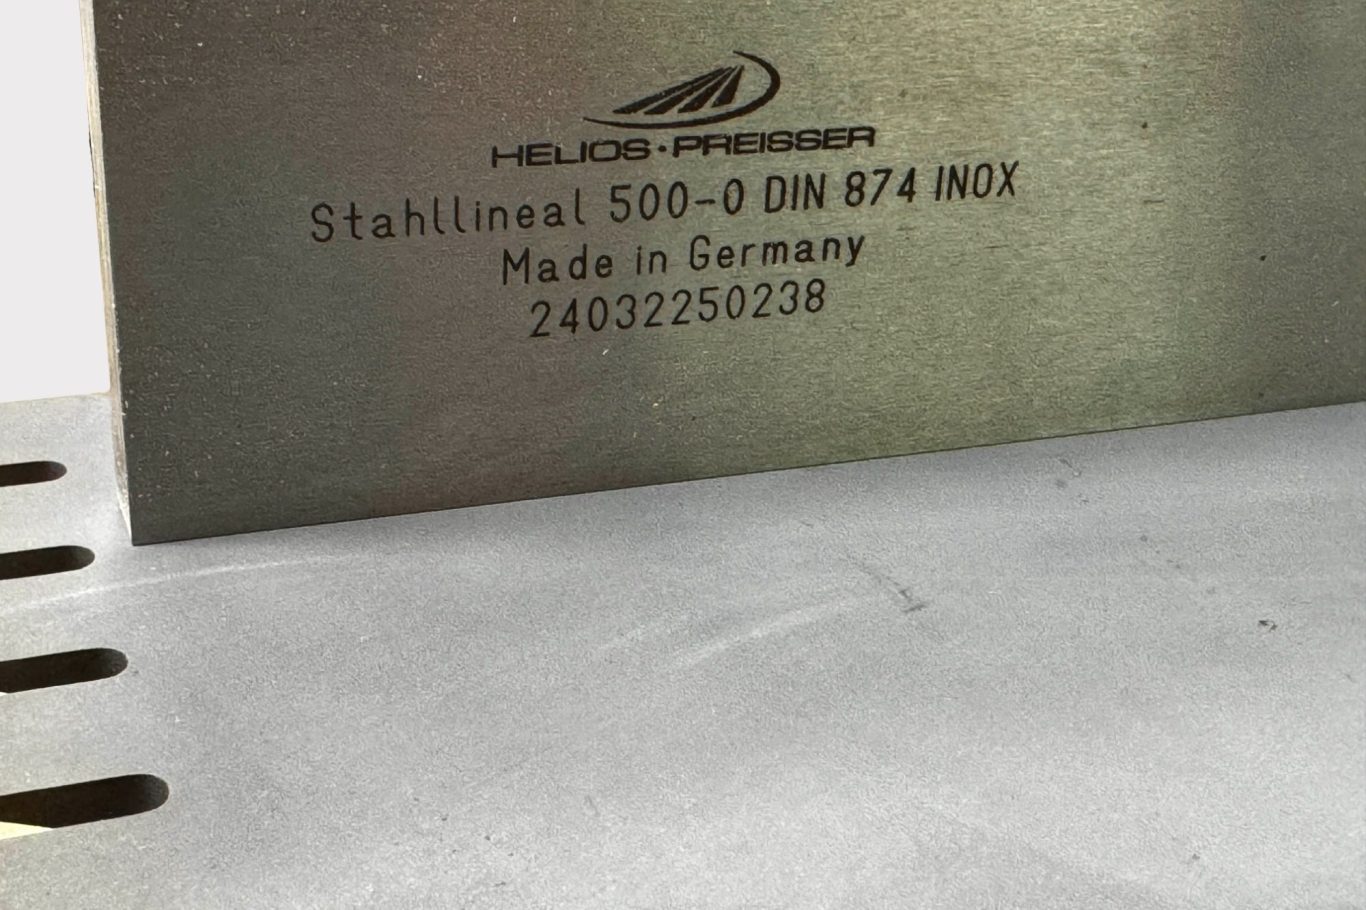 HELIOS·PREISSER
Stahllineal 500-0 DIN 874 INOX
Made in Germany
24032250238